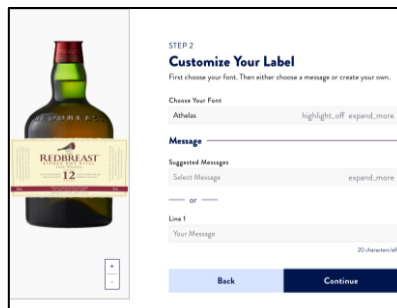 STEP 2
Customize Your Label
First choose your font. Then either choose a message or create your own.
Choose Your Font
Athelas highlight_off expand_more
Message
Suggested Messages
Select Message expand_more
or
Line 1
Your Message
20 characters left
Back Continue
REDBREAST
12
+
-